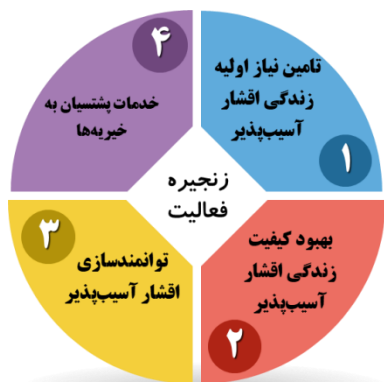 زنجیره
فعالیت
تامین نیاز اولیه
زندگی اقشار
آسیب‌پذیر
۱
بهبود کیفیت
زندگی اقشار
آسیب‌پذیر
۲
۳
توانمندسازی
اقشار آسیب‌پذیر
۴
خدمات پشتسیان به
خیریه‌ها